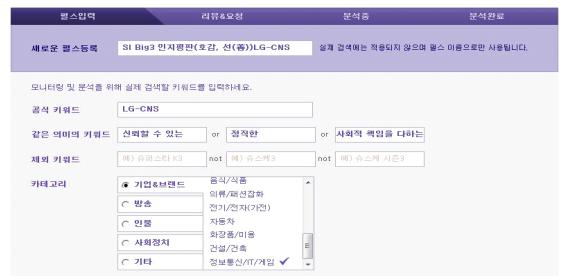 펄스입력 리뷰&요청 분석중 분석완료
새로운 펄스등록 SI Big3 인지평판(호감, 선(善))LG-CNS 실제 검색에는 적용되지 않으며 펄스 이름으로만 사용됩니다.
모니터링 및 분석을 위해 실제 검색할 키워드를 입력하세요.
공식 키워드 LG-CNS
같은 의미의 키워드 신뢰할 수 있는 or 정직한 or 사회적 책임을 다하는
제외 키워드 예) 슈퍼스타 K3 not 예) 슈스케3 not 예) 슈스케 시즌3
카테고리 기업&브랜드 음식/식품
의류/패션잡화
방송 전기/전자(가전)
인물 자동차
화장품/미용
사회정치 건설/건축
기타 정보통신/IT/게임